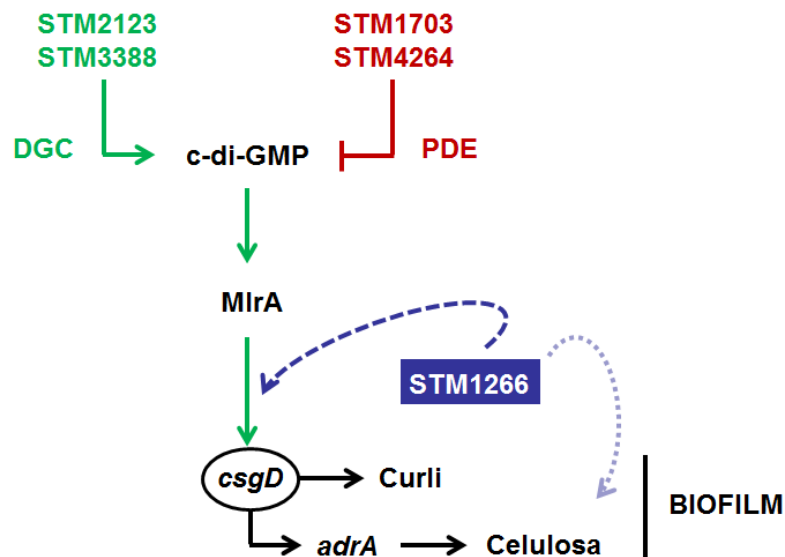 STM2123
STM3388
STM1703
STM4264
DGC
c-di-GMP
PDE
MlrA
STM1266
csgD
Curli
BIOFILM
adrA
Celulosa